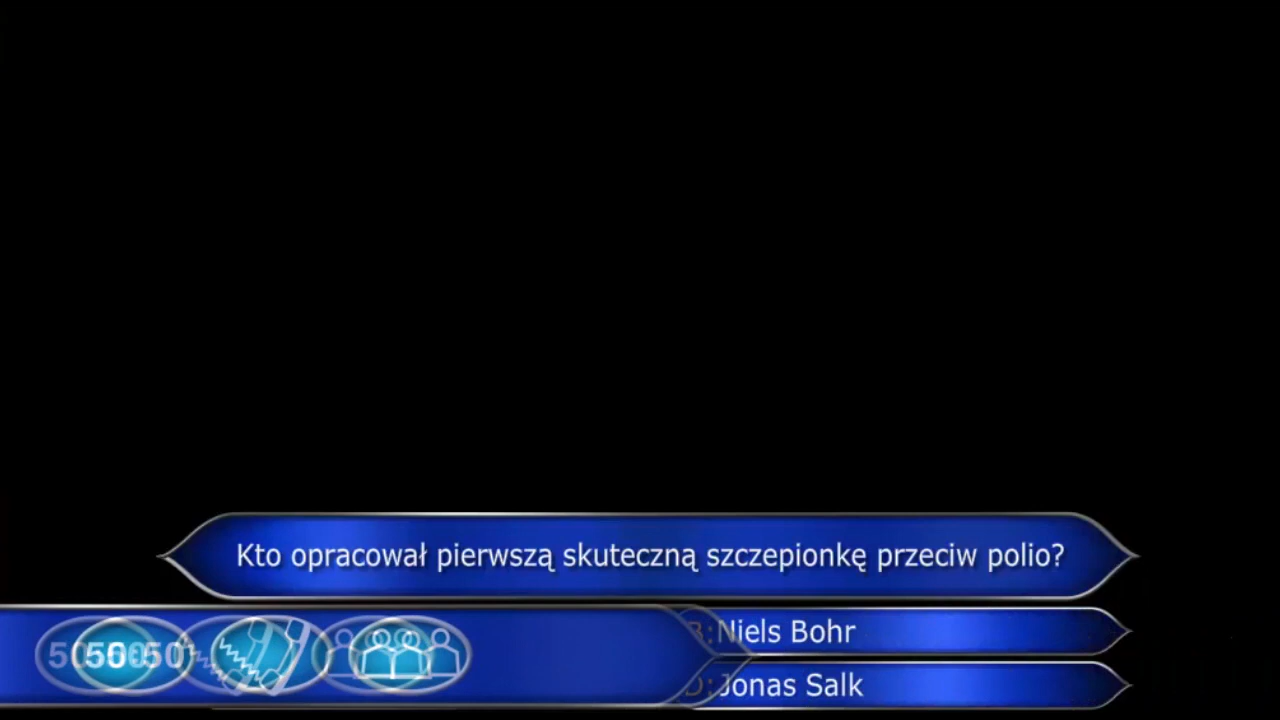 Kto opracował pierwszą skuteczną szczepionkę przeciw polio?
B:Niels Bohr
D:Jonas Salk